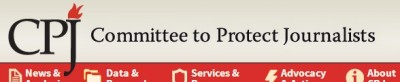 CPJ Committee to Protect Journalists
News & Data & Services & Advocacy About